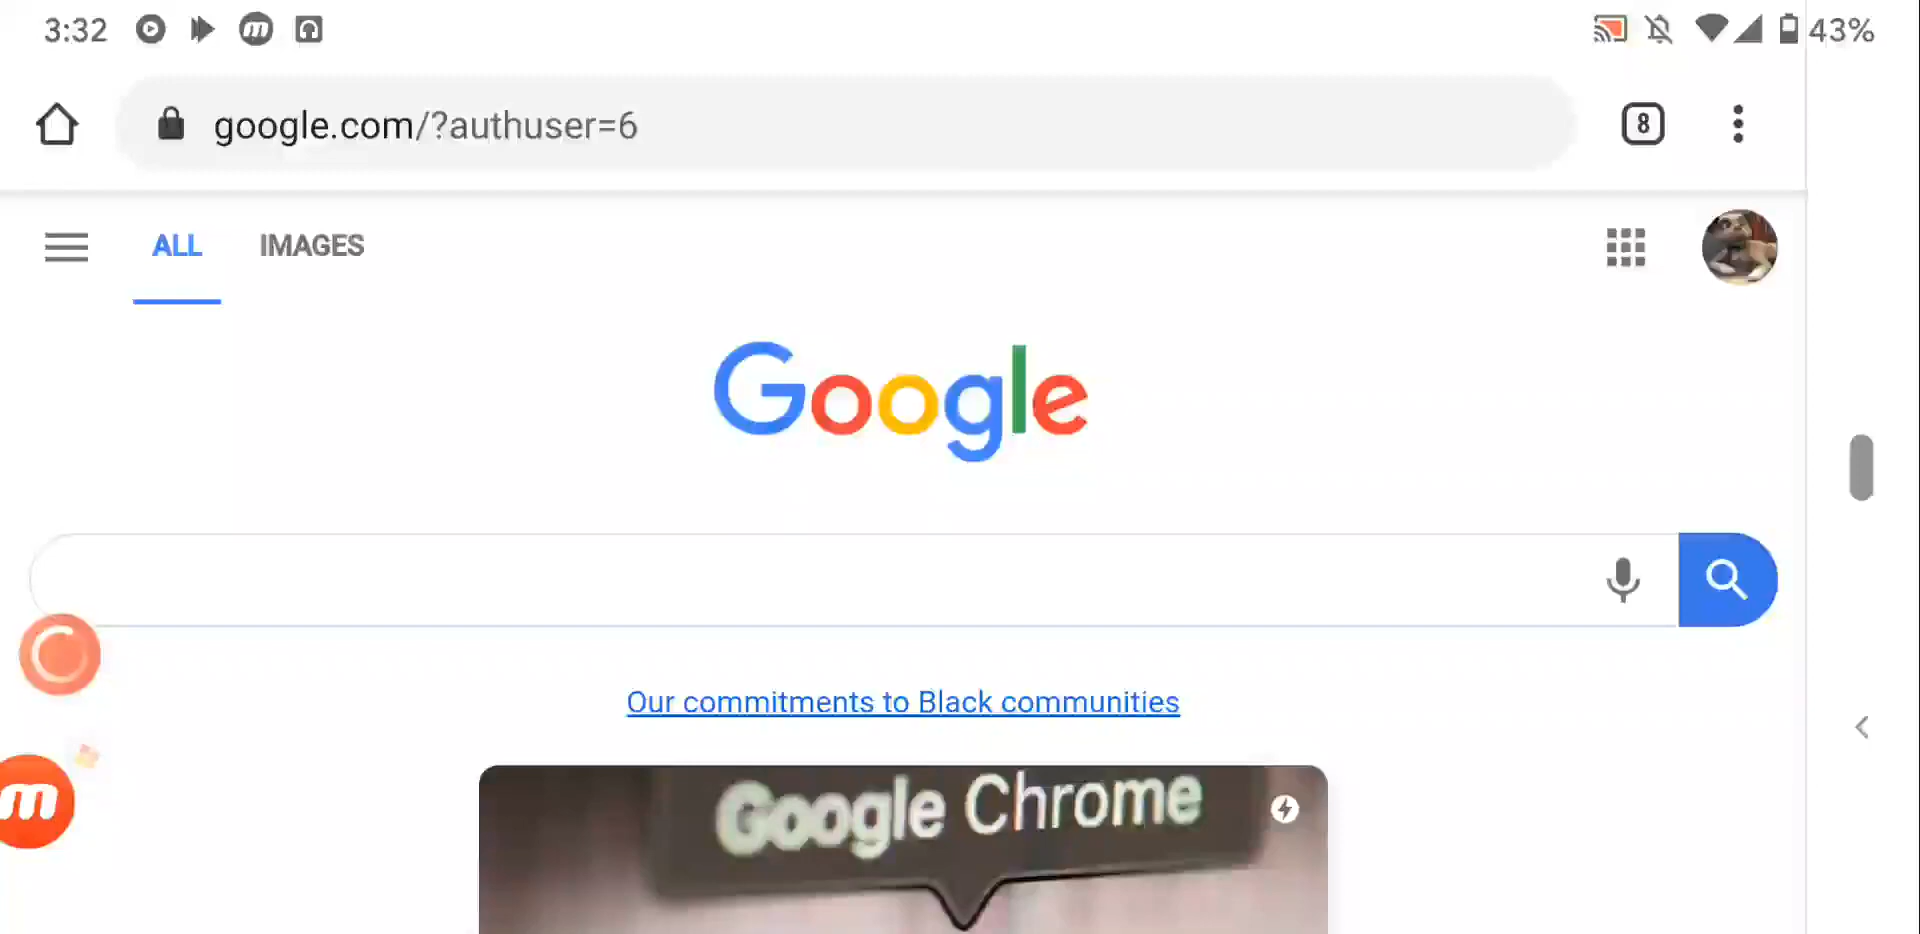 3:32
43%
google.com/?authuser=6
8
ALL IMAGES
Google
Our commitments to Black communities
Google Chrome
m